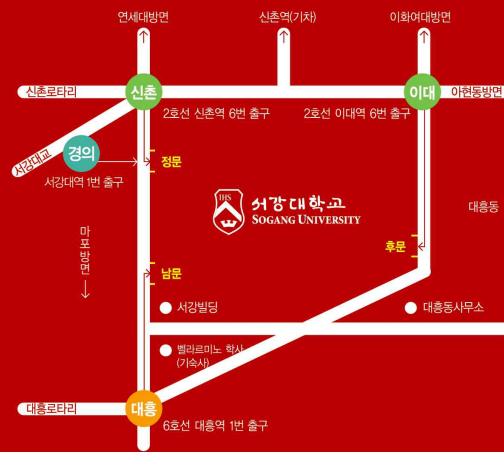 연세대방면
신촌역(기차)
이화여대방면
신촌로타리
신촌
이대
아현동방면
2호선 신촌역 6번 출구
2호선 이대역 6번 출구
서강대교
경의
정문
서강대역 1번 출구
IHS
서강대학교
SOGANG UNIVERSITY
대흥동
마포방면
후문
남문
서강빌딩
대흥동사무소
벨라르미노 학사
(기숙사)
대흥로타리
대흥
6호선 대흥역 1번 출구